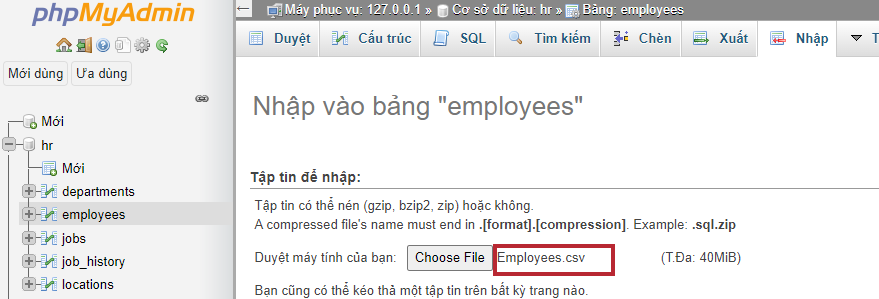 phpMyAdmin
Mới dùng Ưa dùng
Mới
hr
Mới
departments
employees
jobs
job_history
locations
Máy phục vụ: 127.0.0.1 » Cơ sở dữ liệu: hr » Bảng: employees
Duyệt Cấu trúc SQL Tìm kiếm Chèn Xuất Nhập T
Nhập vào bảng "employees"
Tập tin để nhập:
Tập tin có thể nén (gzip, bzip2, zip) hoặc không.
A compressed file's name must end in .[format].[compression]. Example: .sql.zip
Duyệt máy tính của bạn: Choose File Employees.csv (T.Đa: 40MiB)
Bạn cũng có thể kéo thả một tập tin trên bất kỳ trang nào.